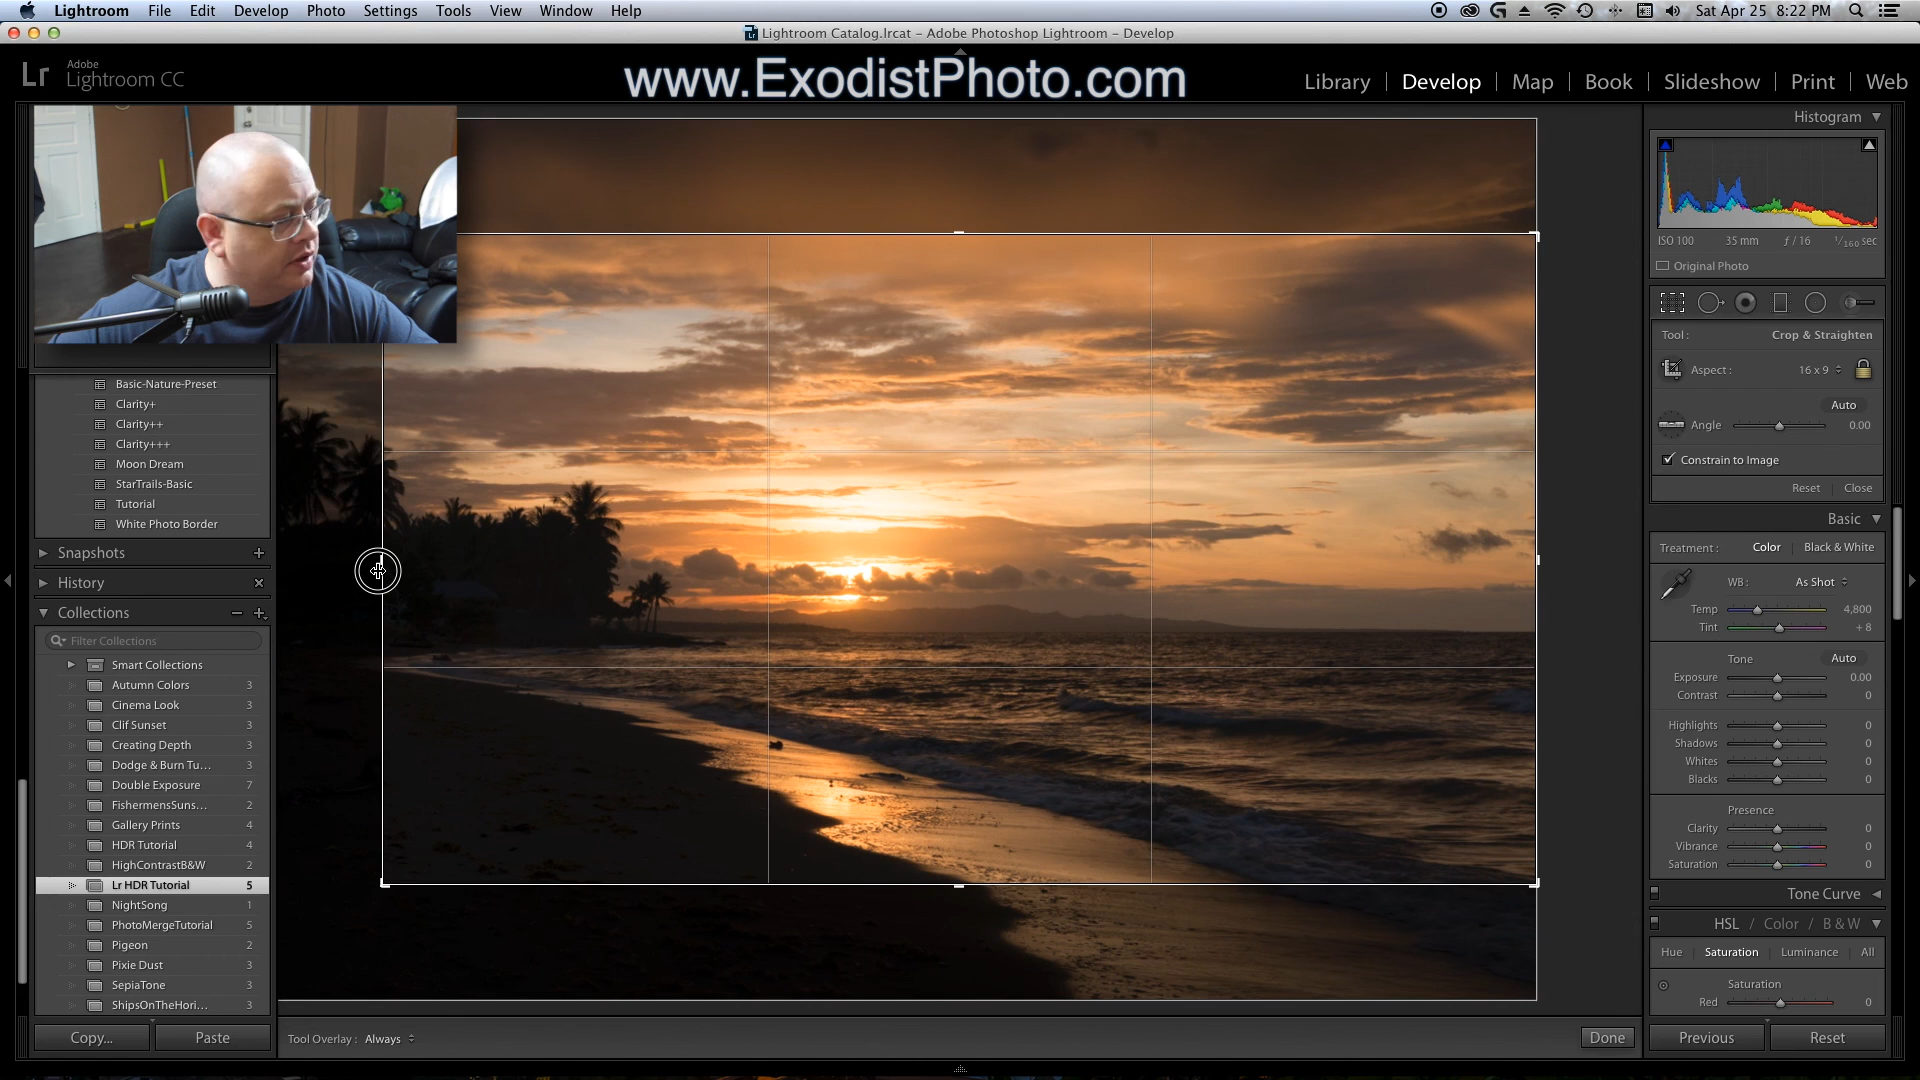 Lightroom File Edit Develop Photo Settings Tools View Window Help Sat Apr 25 8:22 PM
Lightroom Catalog.lrcat – Adobe Photoshop Lightroom – Develop
Lr Adobe
Lightroom CC
www.ExodistPhoto.com
Library | Develop | Map | Book | Slideshow | Print | Web
Basic-Nature-Preset
Clarity+
Clarity++
Clarity+++
Moon Dream
StarTrails-Basic
Tutorial
White Photo Border
Snapshots +
History ×
Collections − +
Filter Collections
Smart Collections
Autumn Colors 3
Cinema Look 3
Clif Sunset 3
Creating Depth 3
Dodge & Burn Tu... 3
Double Exposure 7
FishermensSuns... 2
Gallery Prints 4
HDR Tutorial 4
HighContrastB&W 2
Lr HDR Tutorial 5
NightSong 1
PhotoMergeTutorial 5
Pigeon 2
Pixie Dust 3
SepiaTone 3
ShipsOnTheHori... 3
Copy... Paste
Tool Overlay : Always
Done
Histogram
ISO 100 35 mm ƒ / 16 1/160 sec
Original Photo
Tool : Crop & Straighten
Aspect : 16 x 9
Auto
Angle 0.00
Constrain to Image
Reset Close
Basic
Treatment : Color Black & White
WB : As Shot
Temp 4,800
Tint + 8
Tone Auto
Exposure 0.00
Contrast 0
Highlights 0
Shadows 0
Whites 0
Blacks 0
Presence
Clarity 0
Vibrance 0
Saturation 0
Tone Curve
HSL / Color / B & W
Hue Saturation Luminance All
Saturation
Red 0
Previous Reset